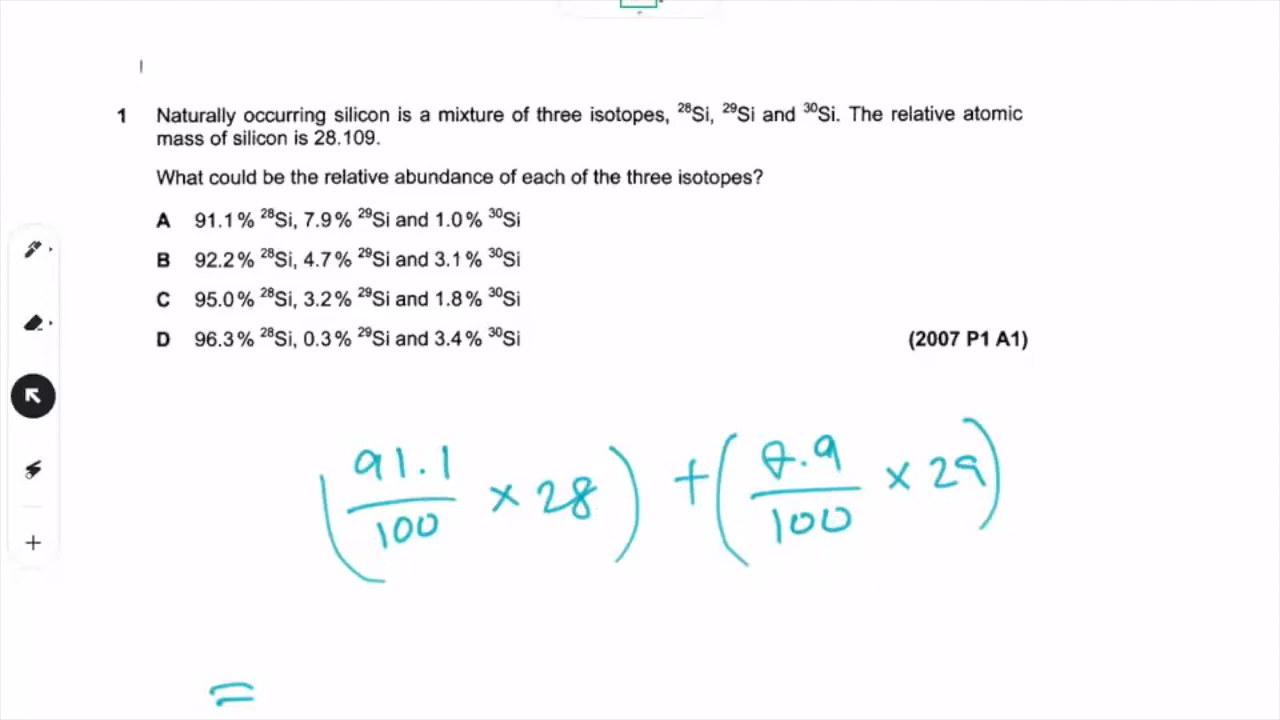 1 Naturally occurring silicon is a mixture of three isotopes, ²⁸Si, ²⁹Si and ³⁰Si. The relative atomic
mass of silicon is 28.109.
What could be the relative abundance of each of the three isotopes?
A 91.1% ²⁸Si, 7.9% ²⁹Si and 1.0% ³⁰Si
B 92.2% ²⁸Si, 4.7% ²⁹Si and 3.1% ³⁰Si
C 95.0% ²⁸Si, 3.2% ²⁹Si and 1.8% ³⁰Si
D 96.3% ²⁸Si, 0.3% ²⁹Si and 3.4% ³⁰Si (2007 P1 A1)
(91.1/100 × 28) + (7.9/100 × 29)
=